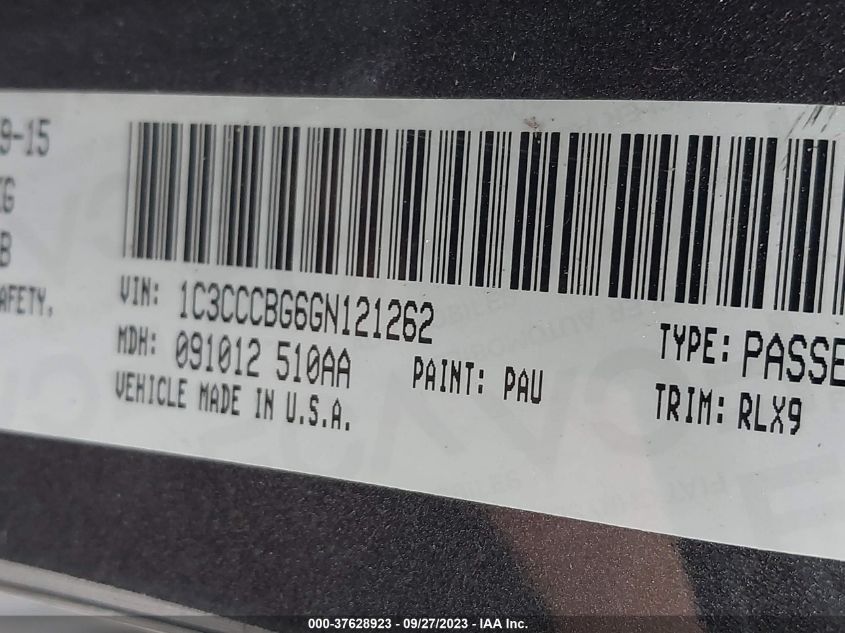 9-15
KG
B
AFETY,
VIN: 1C3CCCBG6GN121262
MDH: 091012 510AA
PAINT: PAU
VEHICLE MADE IN U.S.A.
TYPE: PASSE
TRIM: RLX9
000-37628923 / 09/27/2023 - IAA Inc.